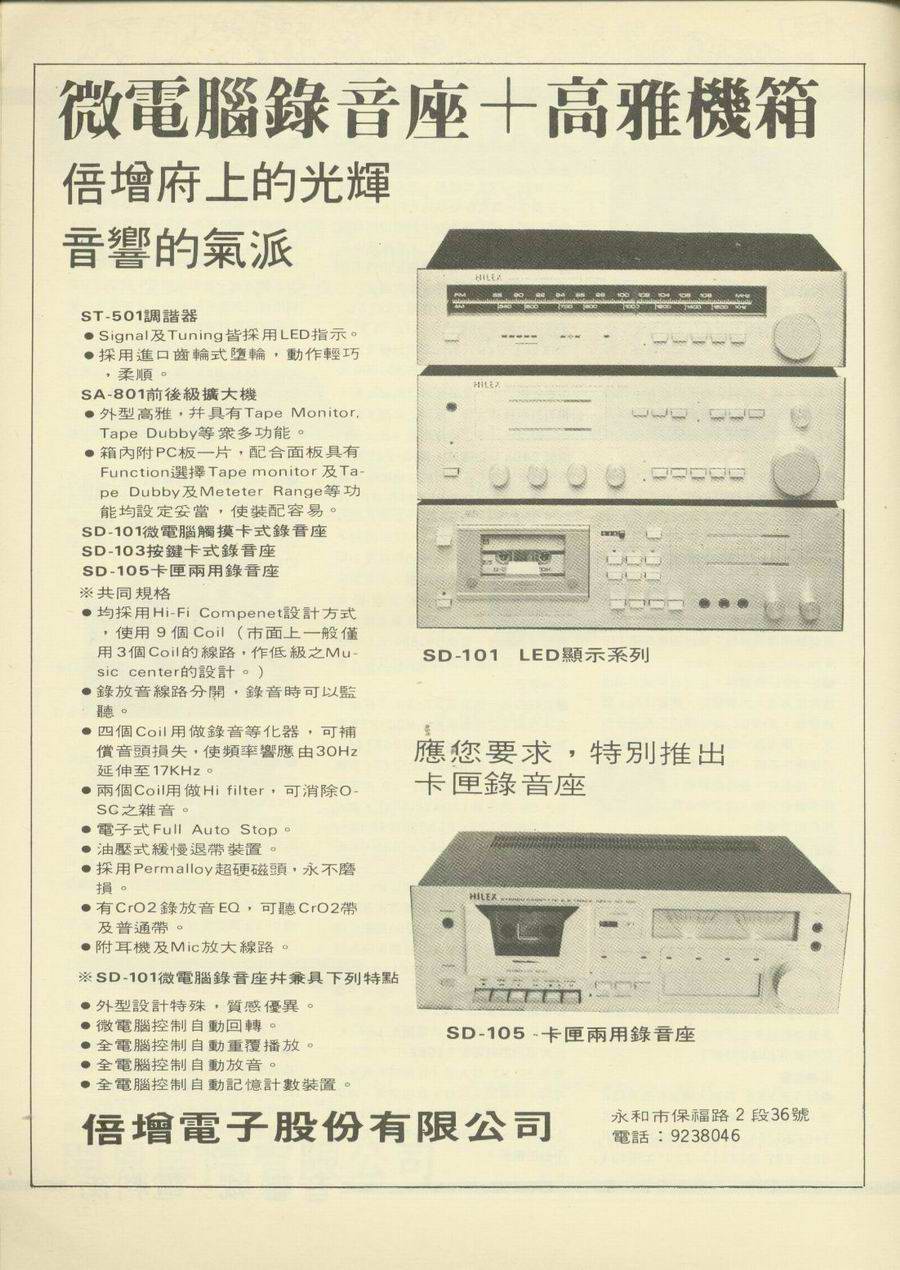 微電腦錄音座＋高雅機箱
倍增府上的光輝
音響的氣派
ST-501調諧器
●Signal及Tuning皆採用LED指示。
●採用進口齒輪式墮輪，動作輕巧
，柔順。
SA-801前後級擴大機
●外型高雅，幷具有Tape Monitor,
Tape Dubby等衆多功能。
●箱內附PC板一片，配合面板具有
Function選擇Tape monitor及Ta-
pe Dubby及Meteter Range等功
能均設定妥當，使裝配容易。
SD-101微電腦觸摸卡式錄音座
SD-103按鍵卡式錄音座
SD-105卡匣兩用錄音座
※共同規格
●均採用Hi-Fi Compenet設計方式
，使用9個Coil（市面上一般僅
用3個Coil的線路，作低級之Mu-
sic center的設計。）
●錄放音線路分開，錄音時可以監
聽。
●四個Coil用做錄音等化器，可補
償音頭損失，使頻率響應由30Hz
延伸至17KHz。
●兩個Coil用做Hi filter，可消除O-
SC之雜音。
●電子式Full Auto Stop。
●油壓式緩慢退帶裝置。
●採用Permalloy超硬磁頭，永不磨
損。
●有CrO2錄放音EQ，可聽CrO2帶
及普通帶。
●附耳機及Mic放大線路。
※SD-101微電腦錄音座幷兼具下列特點
●外型設計特殊，質感優異。
●微電腦控制自動回轉。
●全電腦控制自動重覆播放。
●全電腦控制自動放音。
●全電腦控制自動記憶計數裝置。
HILEX
FM 88 90 92 94 96 98 100 102 104 106 108 MHz
HILEX
SD-101 LED顯示系列
應您要求，特別推出
卡匣錄音座
HILEX
SD-105 -卡匣兩用錄音座
倍增電子股份有限公司
永和市保福路2段36號
電話：9238046